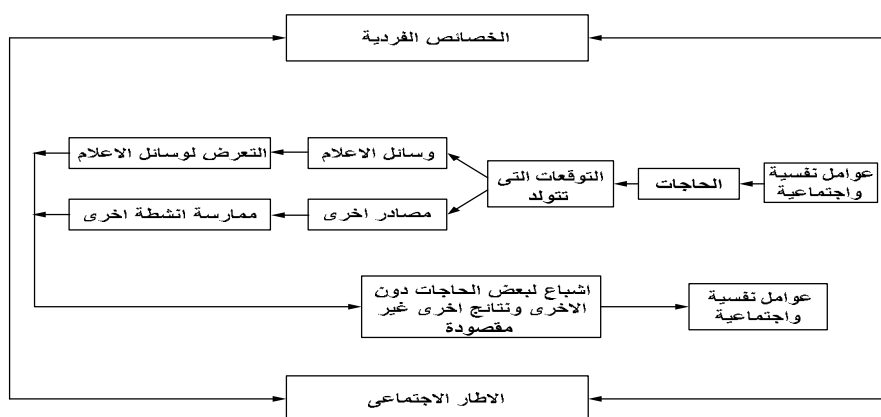 الخصائص الفردية
عوامل نفسية
واجتماعية
الحاجات
التوقعات التى
تتولد
وسائل الاعلام
التعرض لوسائل الاعلام
مصادر اخرى
ممارسة انشطة اخرى
اشباع لبعض الحاجات دون
الاخرى ونتائج اخرى غير
مقصودة
عوامل نفسية
واجتماعية
الاطار الاجتماعى